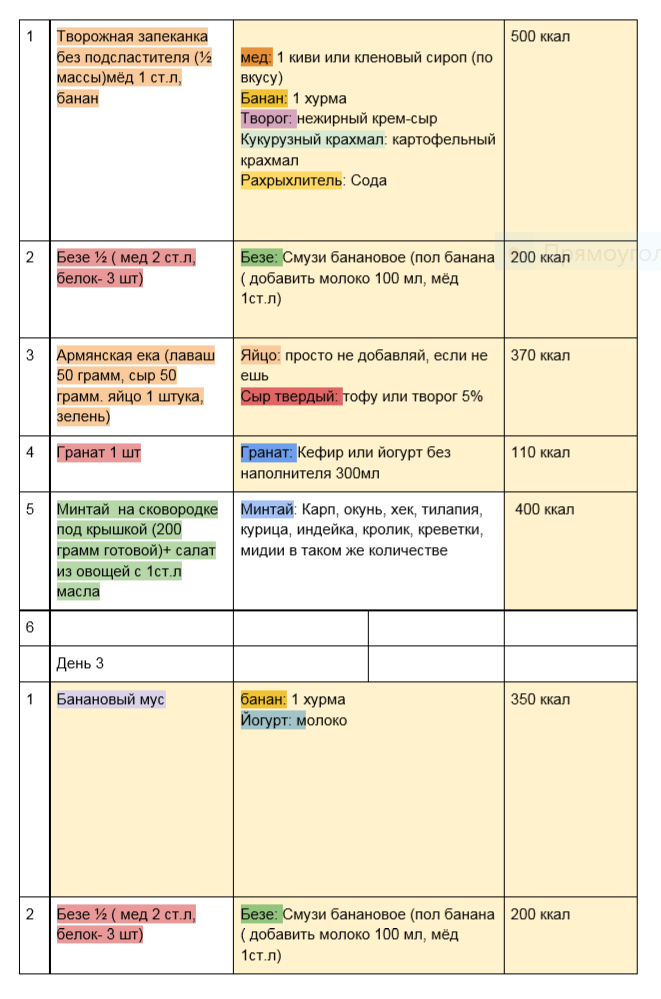 1
Творожная запеканка
без подсластителя (½
массы)мёд 1 ст.л,
банан
мед: 1 киви или кленовый сироп (по
вкусу)
Банан: 1 хурма
Творог: нежирный крем-сыр
Кукурузный крахмал: картофельный
крахмал
Рахрыхлитель: Сода
500 ккал
Прямоугол
2
Безе ½ ( мед 2 ст.л,
белок- 3 шт)
Безе: Смузи банановое (пол банана
( добавить молоко 100 мл, мёд
1ст.л)
200 ккал
3
Армянская ека (лаваш
50 грамм, сыр 50
грамм. яйцо 1 штука,
зелень)
Яйцо: просто не добавляй, если не
ешь
Сыр твердый: тофу или творог 5%
370 ккал
4
Гранат 1 шт
Гранат: Кефир или йогурт без
наполнителя 300мл
110 ккал
5
Минтай на сковородке
под крышкой (200
грамм готовой)+ салат
из овощей с 1ст.л
масла
Минтай: Карп, окунь, хек, тилапия,
курица, индейка, кролик, креветки,
мидии в таком же количестве
400 ккал
6
День 3
1
Банановый мус
банан: 1 хурма
Йогурт: молоко
350 ккал
2
Безе ½ ( мед 2 ст.л,
белок- 3 шт)
Безе: Смузи банановое (пол банана
( добавить молоко 100 мл, мёд
1ст.л)
200 ккал